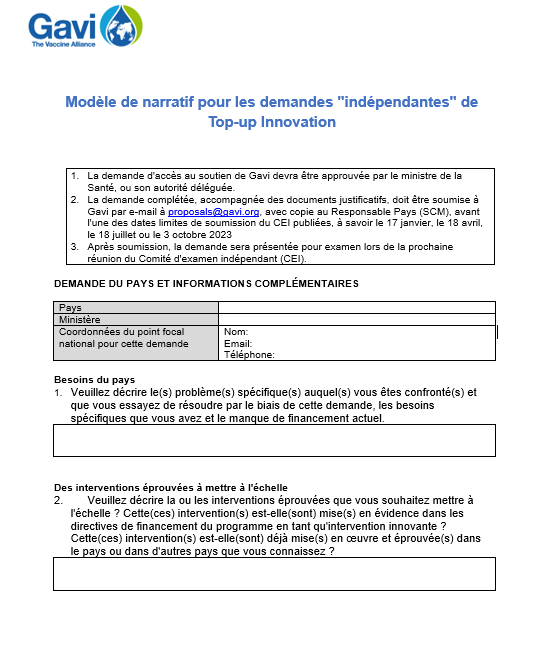 Gavi
The Vaccine Alliance
Modèle de narratif pour les demandes "indépendantes" de
Top-up Innovation
1. La demande d'accès au soutien de Gavi devra être approuvée par le ministre de la
Santé, ou son autorité déléguée.
2. La demande complétée, accompagnée des documents justificatifs, doit être soumise à
Gavi par e-mail à proposals@gavi.org, avec copie au Responsable Pays (SCM), avant
l'une des dates limites de soumission du CEI publiées, à savoir le 17 janvier, le 18 avril,
le 18 juillet ou le 3 octobre 2023
3. Après soumission, la demande sera présentée pour examen lors de la prochaine
réunion du Comité d'examen indépendant (CEI).
DEMANDE DU PAYS ET INFORMATIONS COMPLÉMENTAIRES
Pays
Ministère
Coordonnées du point focal
national pour cette demande
Nom:
Email:
Téléphone:
Besoins du pays
1. Veuillez décrire le(s) problème(s) spécifique(s) auquel(s) vous êtes confronté(s) et
que vous essayez de résoudre par le biais de cette demande, les besoins
spécifiques que vous avez et le manque de financement actuel.
Des interventions éprouvées à mettre à l'échelle
2. Veuillez décrire la ou les interventions éprouvées que vous souhaitez mettre à
l'échelle ? Cette(ces) intervention(s) est-elle(sont) mise(s) en évidence dans les
directives de financement du programme en tant qu'intervention innovante ?
Cette(ces) intervention(s) est-elle(sont) déjà mise(s) en œuvre et éprouvée(s) dans
le pays ou dans d'autres pays que vous connaissez ?